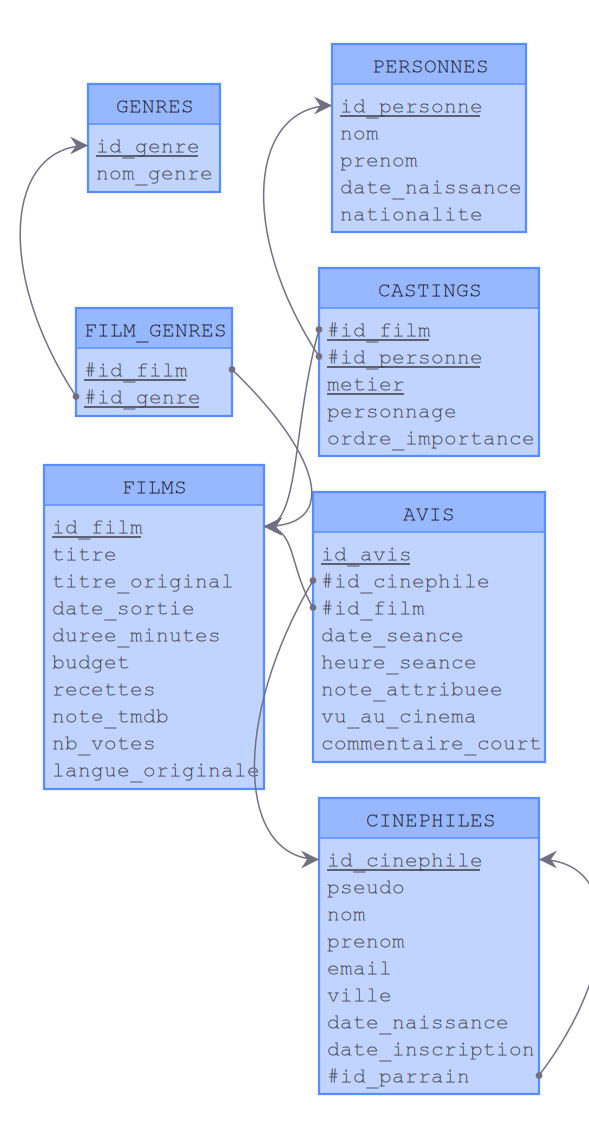 PERSONNES
id_personne
nom
prenom
date_naissance
nationalite
GENRES
id_genre
nom_genre
CASTINGS
#id_film
#id_personne
metier
personnage
ordre_importance
FILM_GENRES
#id_film
#id_genre
FILMS
id_film
titre
titre_original
date_sortie
duree_minutes
budget
recettes
note_tmdb
nb_votes
langue_originale
AVIS
id_avis
#id_cinephile
#id_film
date_seance
heure_seance
note_attribuee
vu_au_cinema
commentaire_court
CINEPHILES
id_cinephile
pseudo
nom
prenom
email
ville
date_naissance
date_inscription
#id_parrain